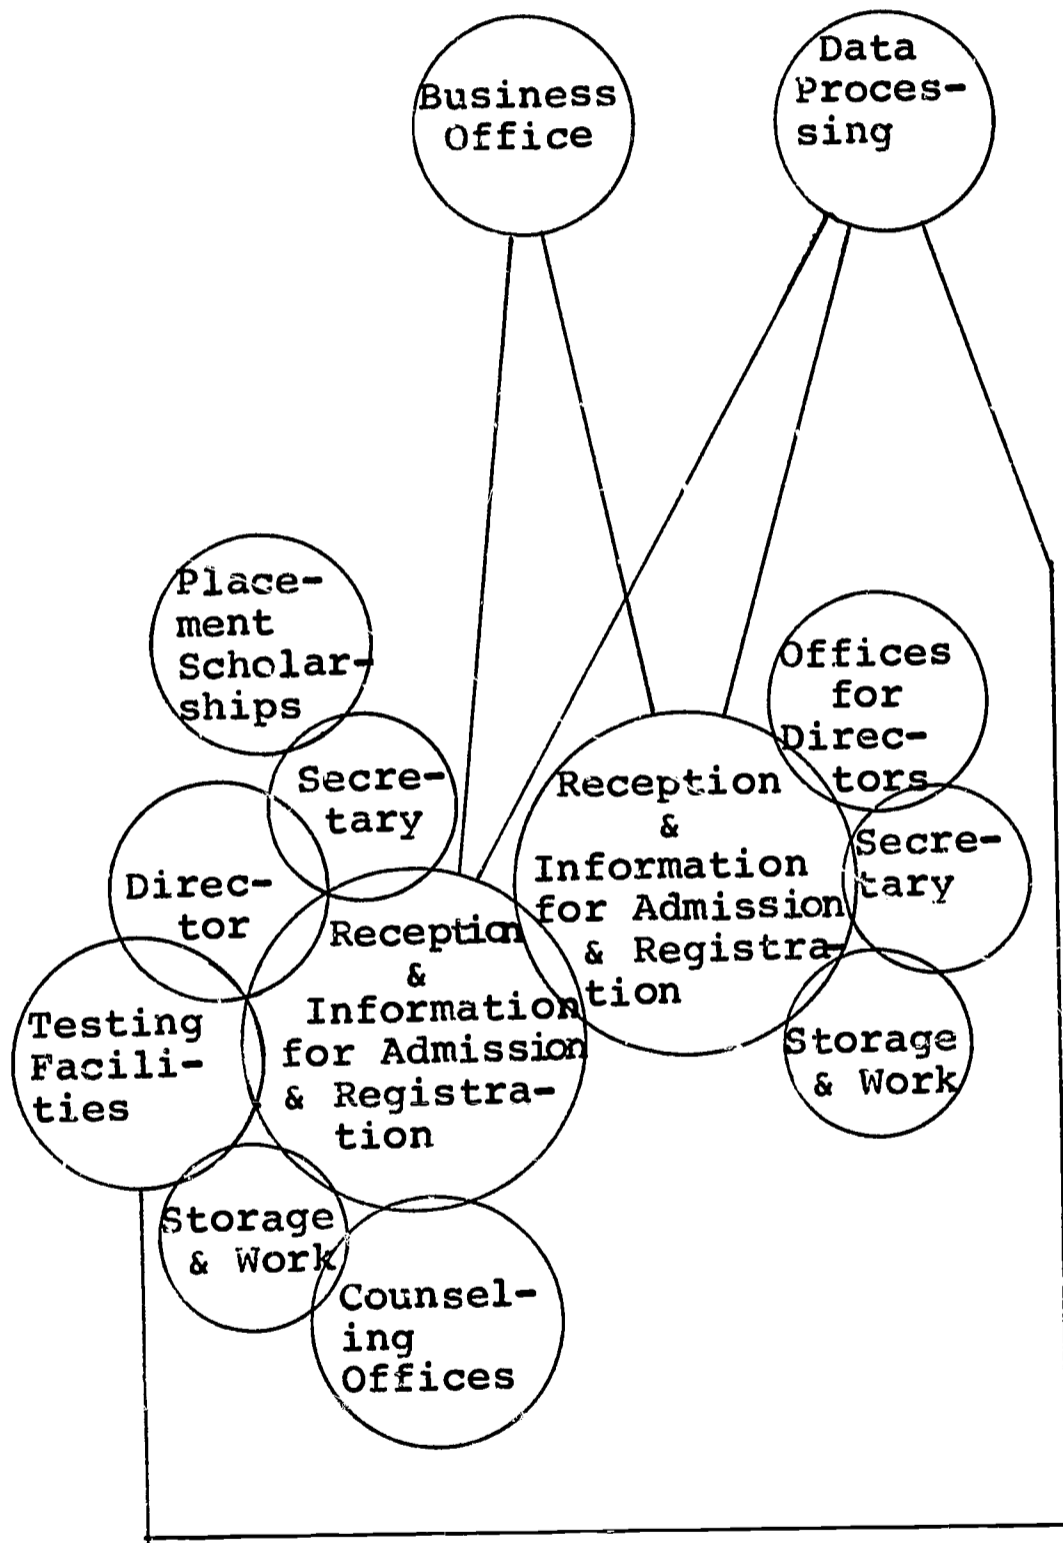 Business
Office
Data
Proces-
sing
Place-
ment
Scholar-
ships
Secre-
tary
Direc-
tor
Testing
Facili-
ties
Reception
&
Information
for Admission
& Registra-
tion
Storage
& Work
Counsel-
ing
Offices
Reception
&
Information
for Admission
& Registra-
tion
Offices
for
Direc-
tors
Secre-
tary
Storage
& Work